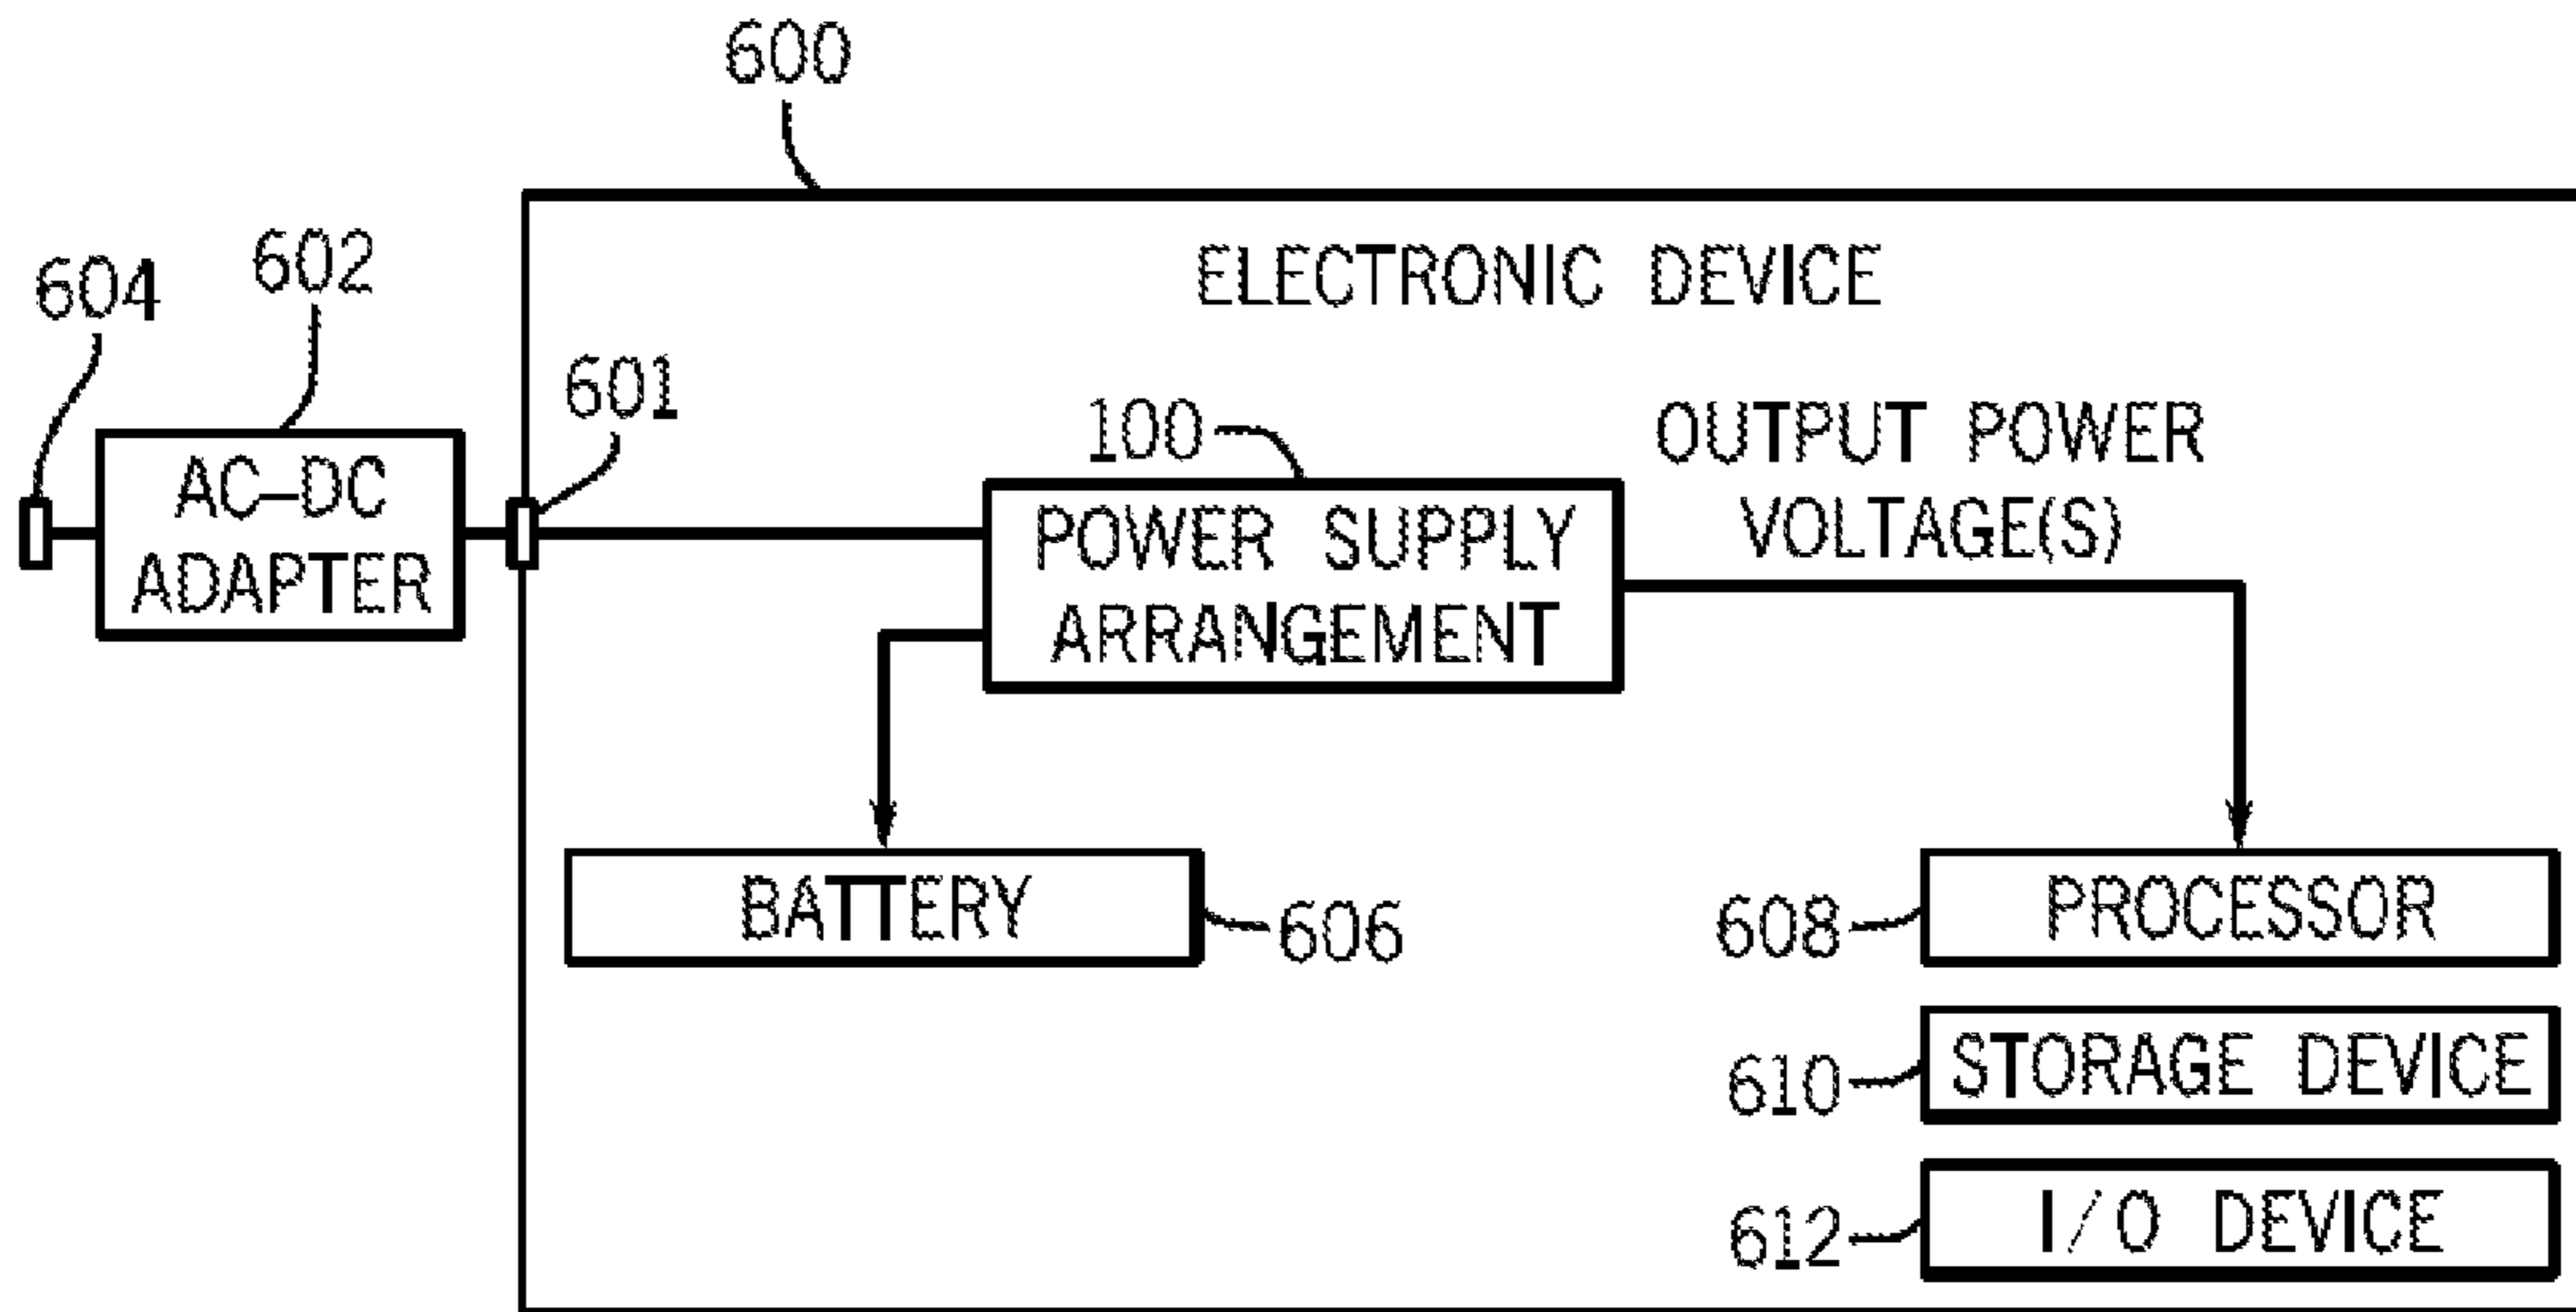 600
ELECTRONIC DEVICE
604
602
601
AC-DC
ADAPTER
100
POWER SUPPLY
ARRANGEMENT
OUTPUT POWER
VOLTAGE(S)
BATTERY
606
608
PROCESSOR
610
STORAGE DEVICE
612
I/O DEVICE